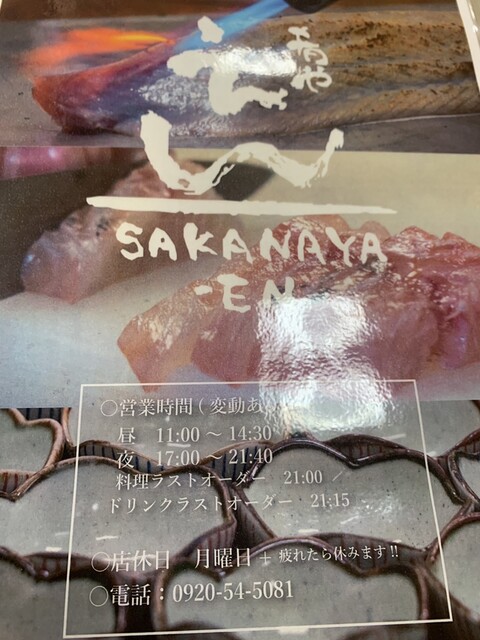 肴や
えん
SAKANAYA
-EN-
○営業時間(変動あ
昼 11:00～14:30
夜 17:00～21:40
料理ラストオーダー 21:00 /
ドリンクラストオーダー 21:15
○店休日 月曜日+疲れたら休みます!!
○電話：0920-54-5081